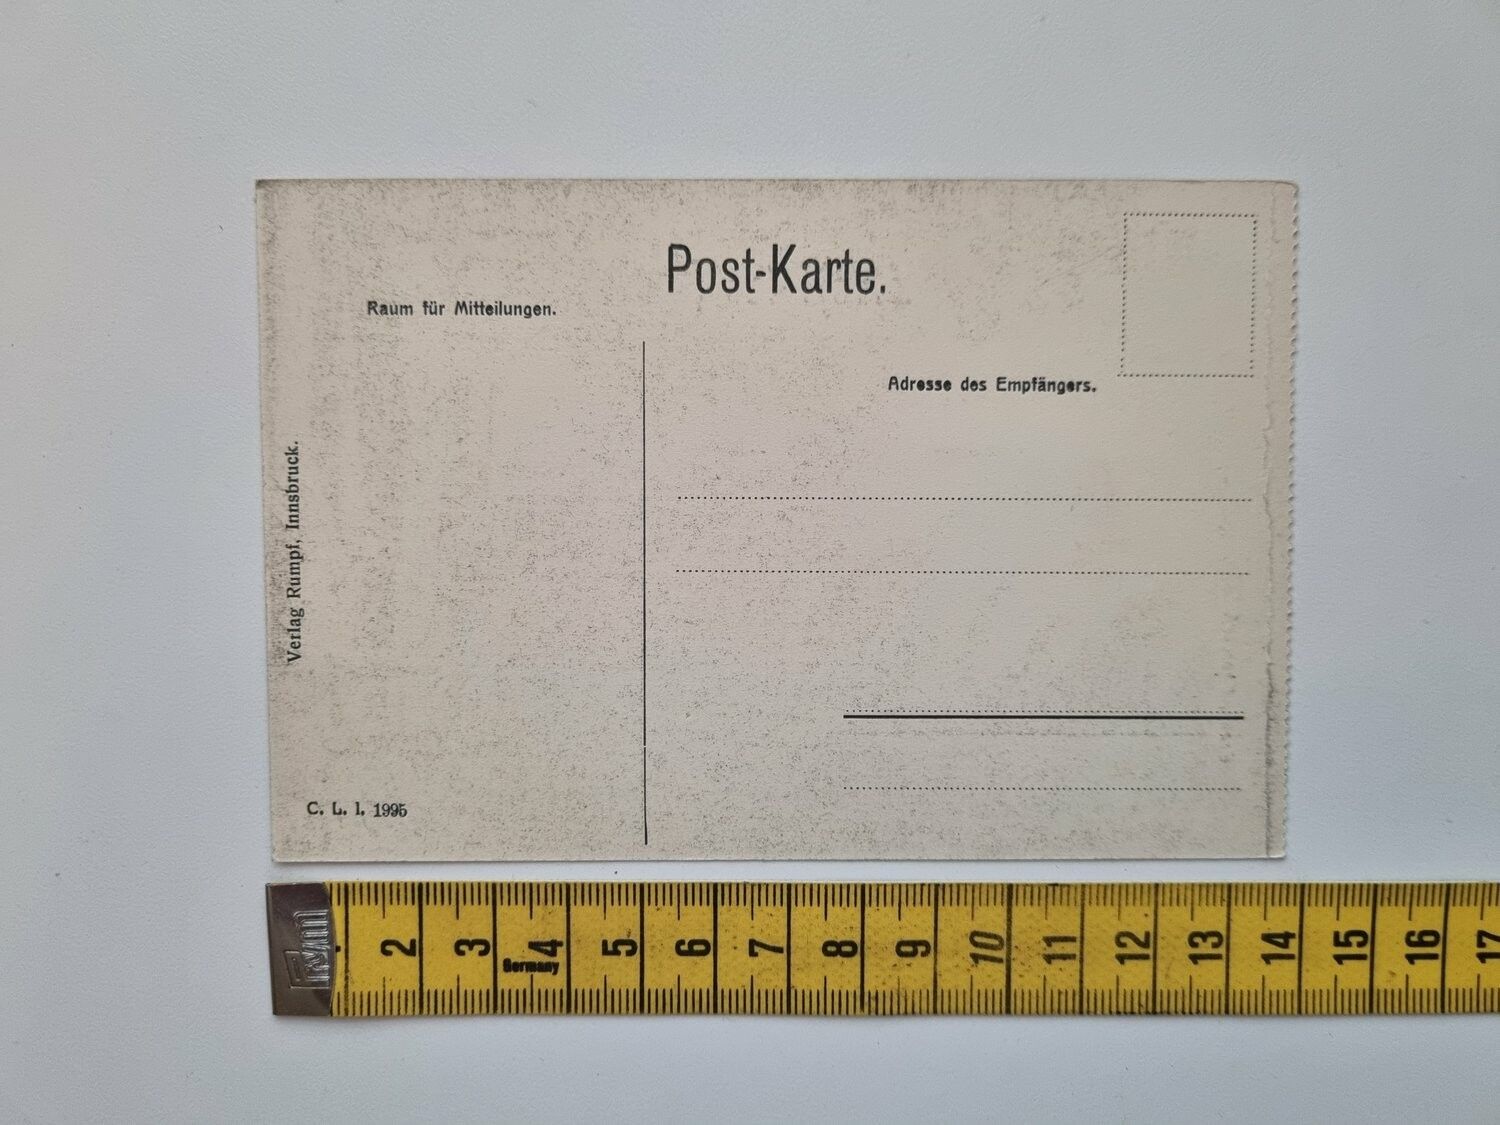 Post-Karte.
Raum für Mitteilungen.
Adresse des Empfängers.
Verlag Rumpf, Innsbruck.
C. L. I. 1995
Prym
2 3 4 5 6 7 8 9 10 11 12 13 14 15 16 17
Germany